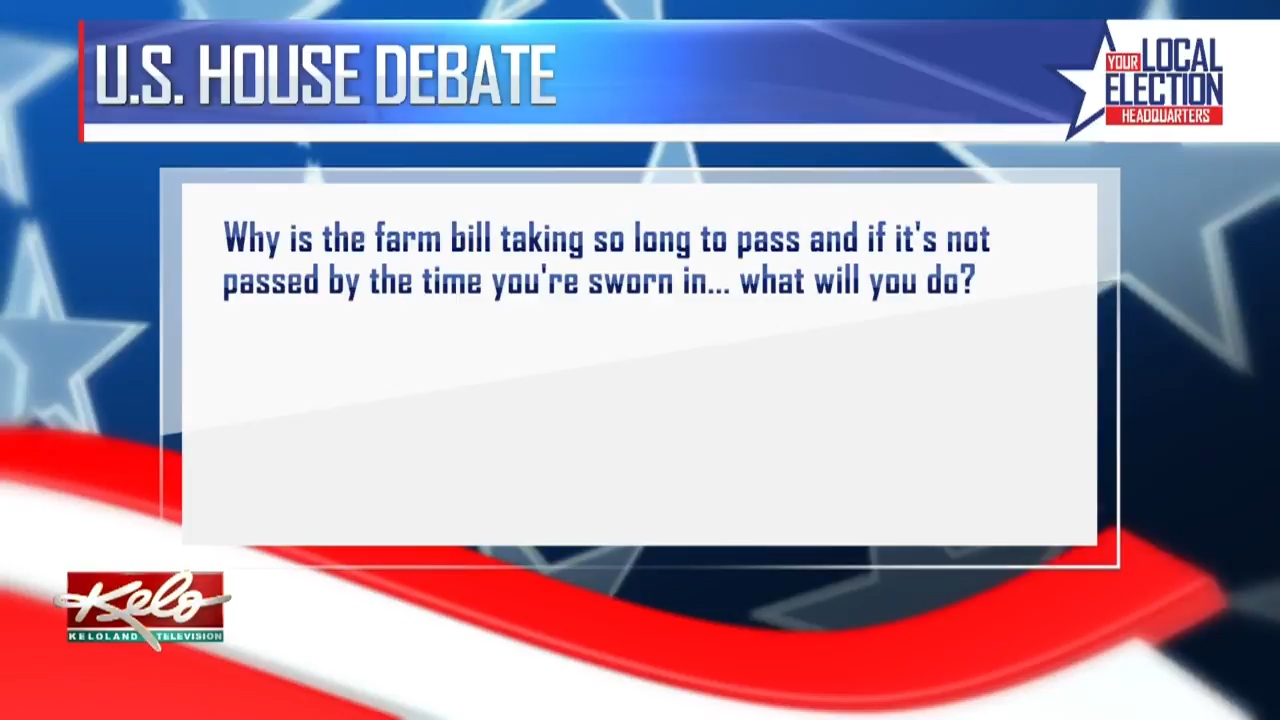 U.S. HOUSE DEBATE
YOUR LOCAL
ELECTION
HEADQUARTERS
Why is the farm bill taking so long to pass and if it's not
passed by the time you're sworn in... what will you do?
Kelo
KELOLAND TELEVISION